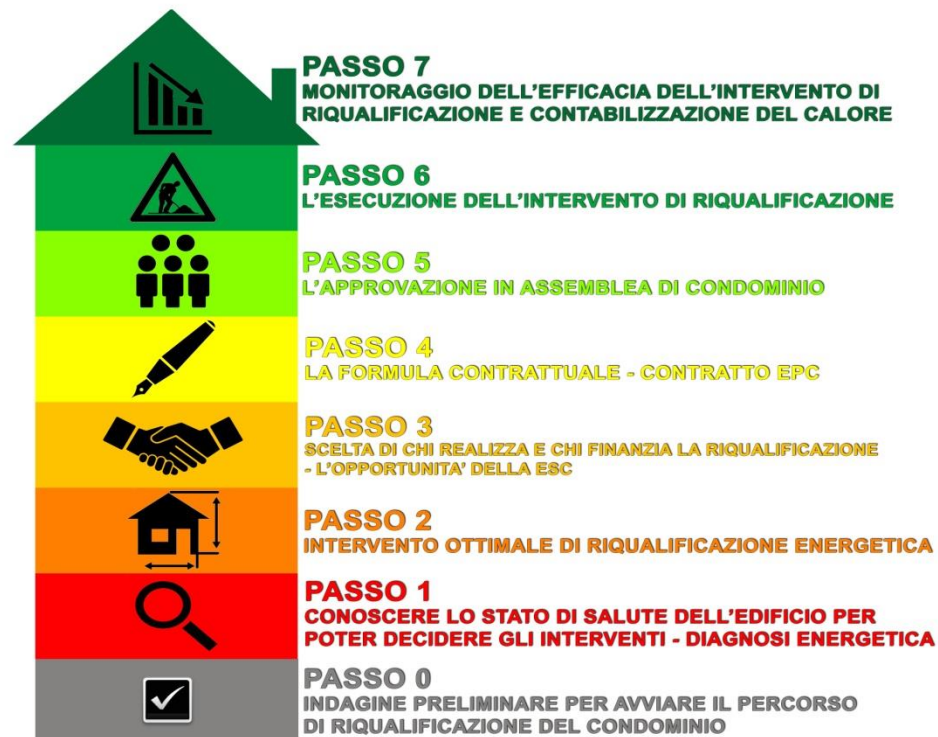 PASSO 7
MONITORAGGIO DELL'EFFICACIA DELL'INTERVENTO DI
RIQUALIFICAZIONE E CONTABILIZZAZIONE DEL CALORE
PASSO 6
L'ESECUZIONE DELL'INTERVENTO DI RIQUALIFICAZIONE
PASSO 5
L'APPROVAZIONE IN ASSEMBLEA DI CONDOMINIO
PASSO 4
LA FORMULA CONTRATTUALE - CONTRATTO EPC
PASSO 3
SCELTA DI CHI REALIZZA E CHI FINANZIA LA RIQUALIFICAZIONE
- L'OPPORTUNITA' DELLA ESC
PASSO 2
INTERVENTO OTTIMALE DI RIQUALIFICAZIONE ENERGETICA
PASSO 1
CONOSCERE LO STATO DI SALUTE DELL'EDIFICIO PER
POTER DECIDERE GLI INTERVENTI - DIAGNOSI ENERGETICA
PASSO 0
INDAGINE PRELIMINARE PER AVVIARE IL PERCORSO
DI RIQUALIFICAZIONE DEL CONDOMINIO